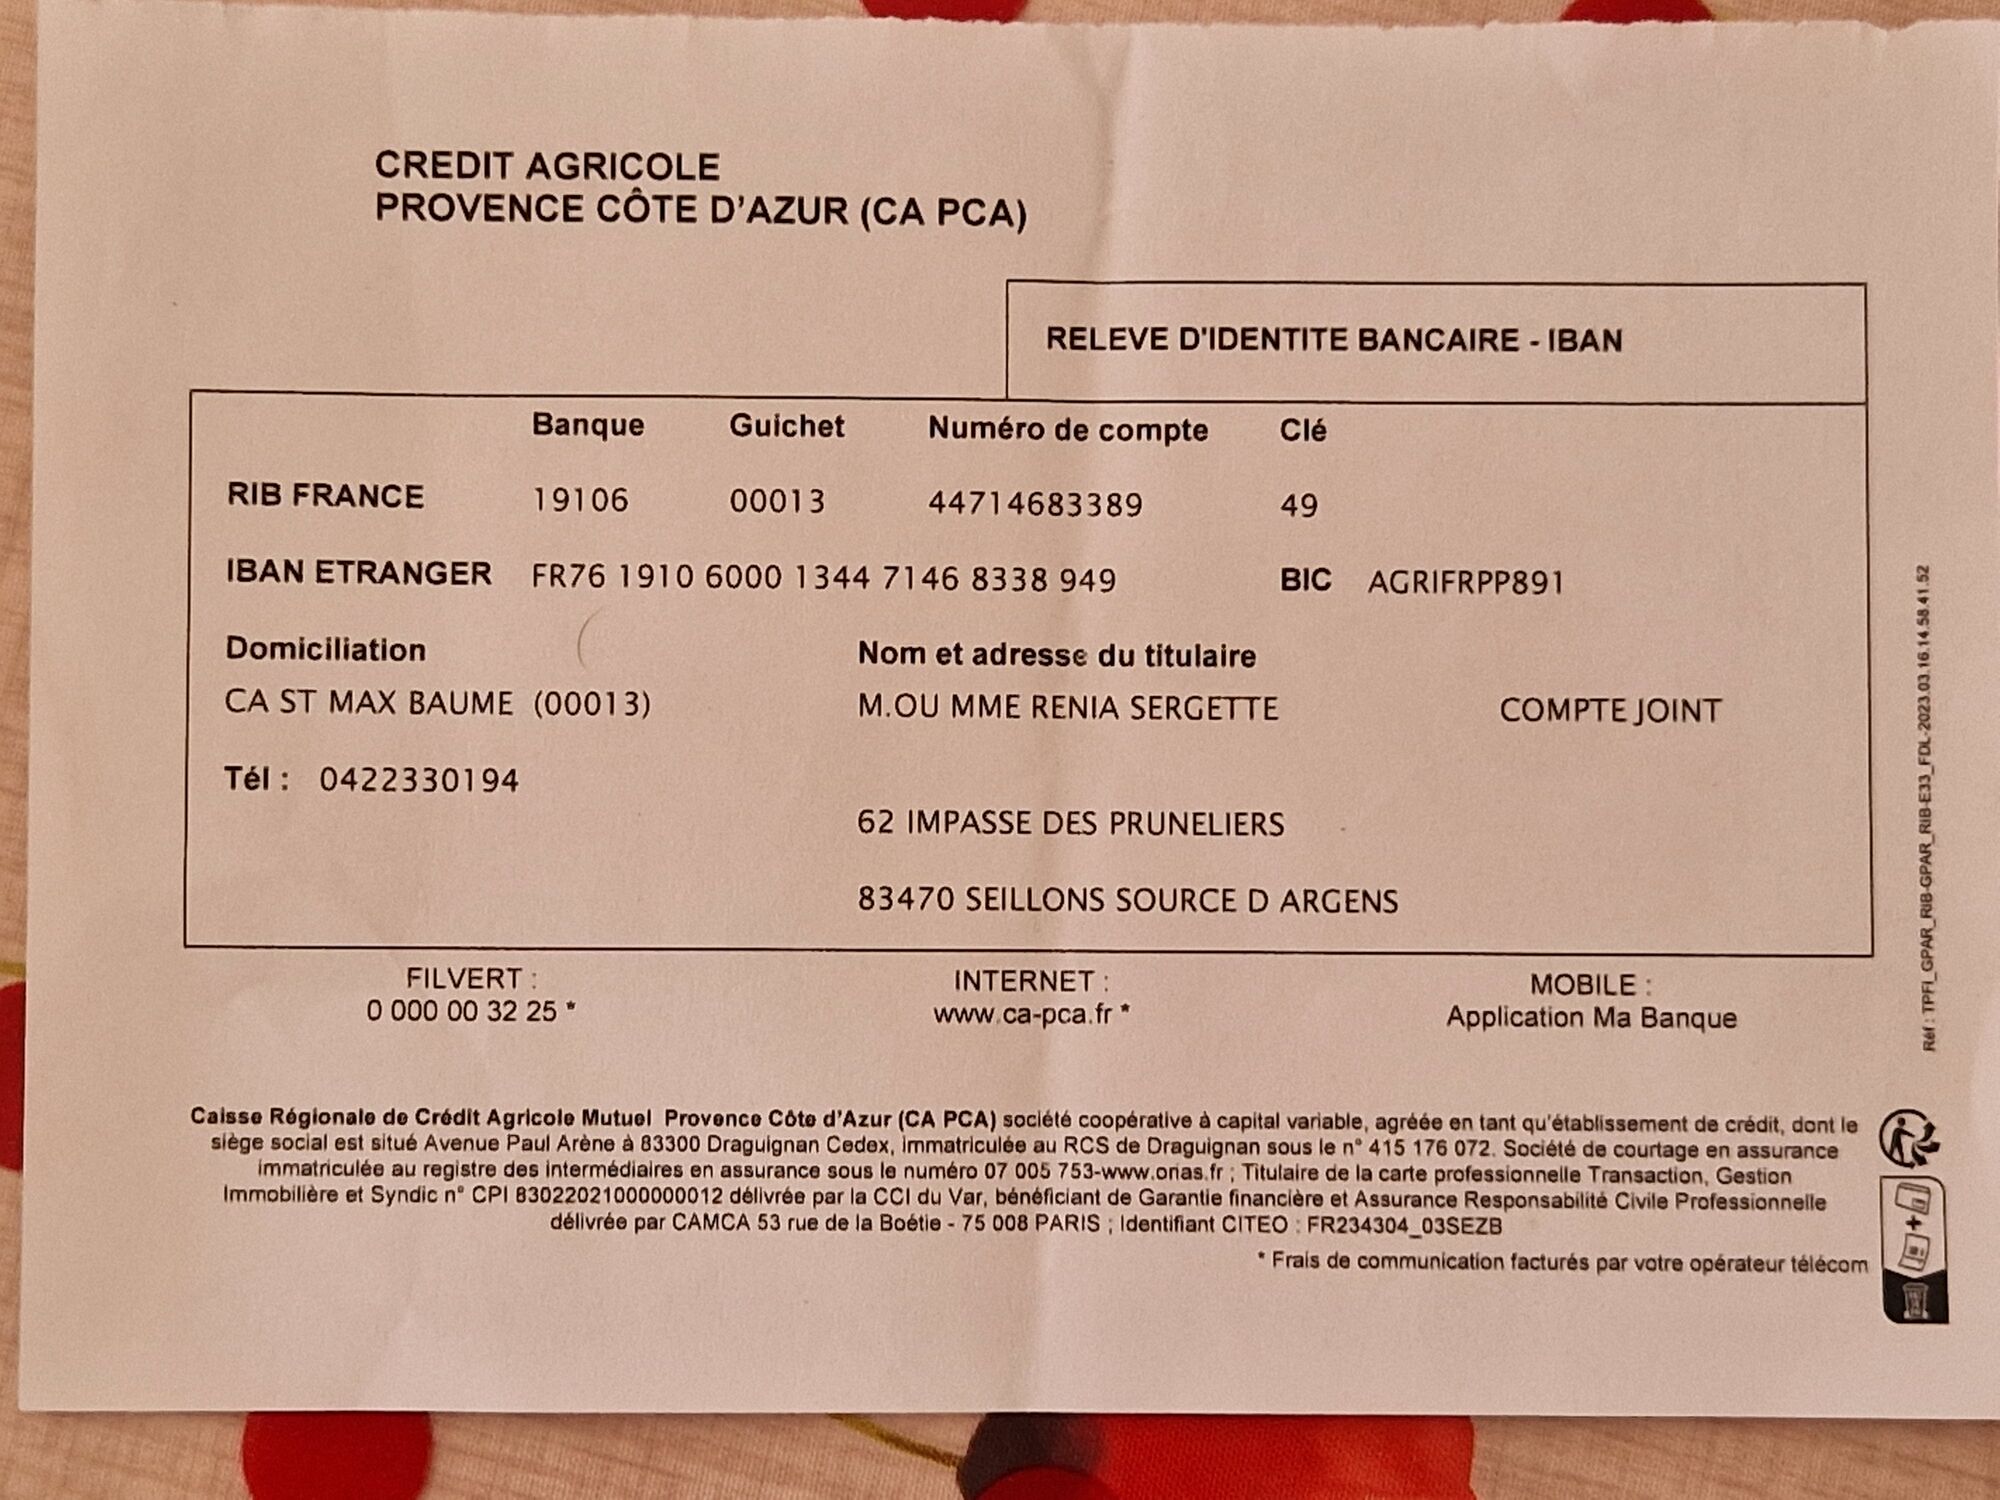 CREDIT AGRICOLE
PROVENCE CÔTE D'AZUR (CA PCA)
RELEVE D'IDENTITE BANCAIRE - IBAN
Banque Guichet Numéro de compte Clé
RIB FRANCE 19106 00013 44714683389 49
IBAN ETRANGER FR76 1910 6000 1344 7146 8338 949 BIC AGRIFRPP891
Domiciliation Nom et adresse du titulaire
CA ST MAX BAUME (00013) M.OU MME RENIA SERGETTE COMPTE JOINT
Tél : 0422330194
62 IMPASSE DES PRUNELIERS
83470 SEILLONS SOURCE D ARGENS
FILVERT : INTERNET : MOBILE :
0 000 00 32 25 * www.ca-pca.fr * Application Ma Banque
Réf : TPFI_GPAR_RIB-GPAR_RIB-E33_FDL-2023.03.16.14.58.41.52
Caisse Régionale de Crédit Agricole Mutuel Provence Côte d'Azur (CA PCA) société coopérative à capital variable, agréée en tant qu'établissement de crédit, dont le
siège social est situé Avenue Paul Arène à 83300 Draguignan Cedex, immatriculée au RCS de Draguignan sous le n° 415 176 072. Société de courtage en assurance
immatriculée au registre des intermédiaires en assurance sous le numéro 07 005 753-www.orias.fr ; Titulaire de la carte professionnelle Transaction, Gestion
Immobilière et Syndic n° CPI 83022021000000012 délivrée par la CCI du Var, bénéficiant de Garantie financière et Assurance Responsabilité Civile Professionnelle
délivrée par CAMCA 53 rue de la Boétie - 75 008 PARIS ; Identifiant CITEO : FR234304_03SEZB
* Frais de communication facturés par votre opérateur télécom